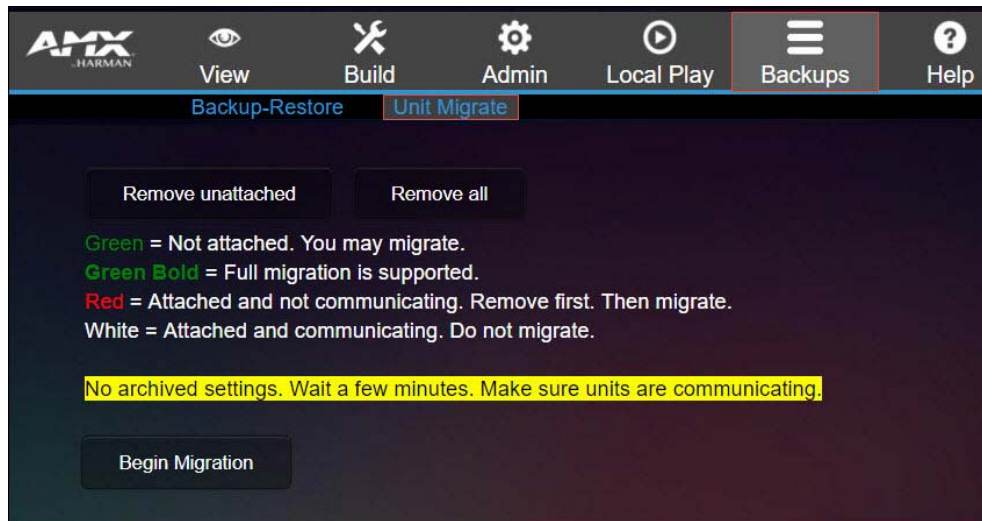 AMX
by HARMAN
View
Build
Admin
Local Play
Backups
Help
Backup-Restore
Unit Migrate
Remove unattached
Remove all
Green = Not attached. You may migrate.
Green Bold = Full migration is supported.
Red = Attached and not communicating. Remove first. Then migrate.
White = Attached and communicating. Do not migrate.
No archived settings. Wait a few minutes. Make sure units are communicating.
Begin Migration